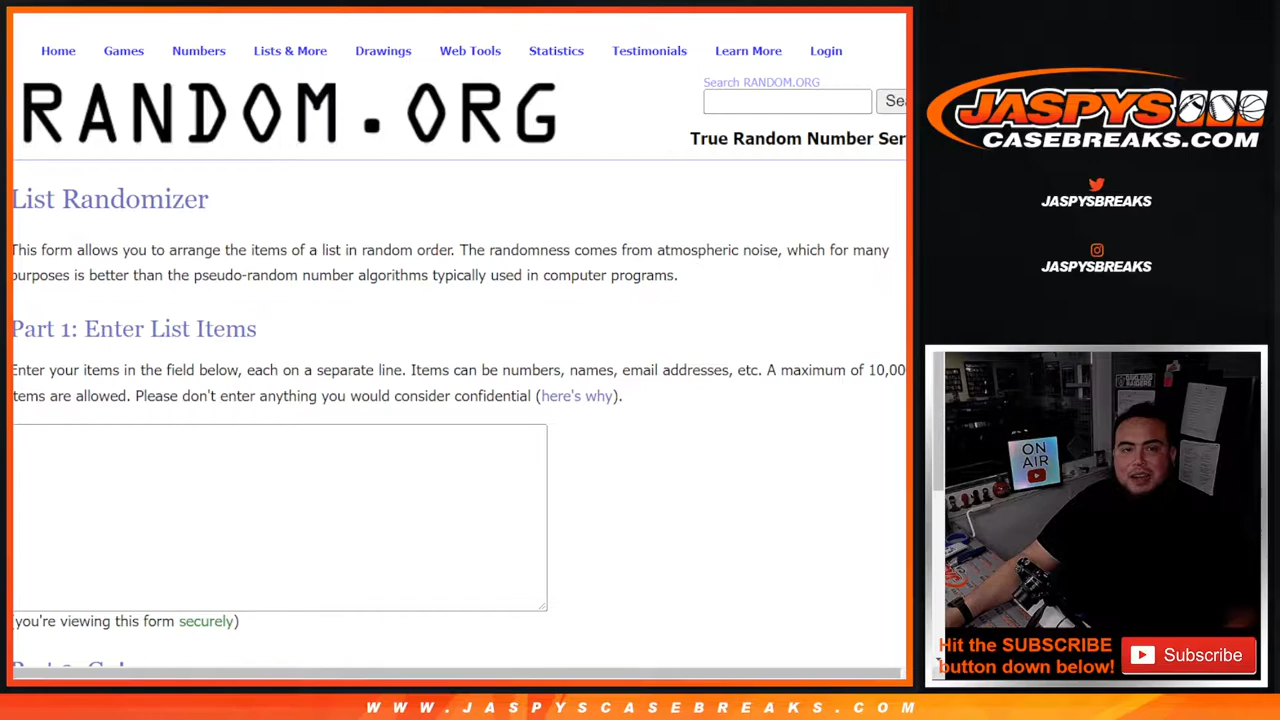 Home Games Numbers Lists & More Drawings Web Tools Statistics Testimonials Learn More Login
RANDOM.ORG
Search RANDOM.ORG
True Random Number Ser
List Randomizer
This form allows you to arrange the items of a list in random order. The randomness comes from atmospheric noise, which for many
purposes is better than the pseudo-random number algorithms typically used in computer programs.
Part 1: Enter List Items
Enter your items in the field below, each on a separate line. Items can be numbers, names, email addresses, etc. A maximum of 10,00
items are allowed. Please don't enter anything you would consider confidential (here's why).
(you're viewing this form securely)
JASPYS
CASEBREAKS.COM
JASPYSBREAKS
JASPYSBREAKS
ON
AIR
Hit the SUBSCRIBE
button down below!
Subscribe
WWW.JASPYSCASEBREAKS.COM